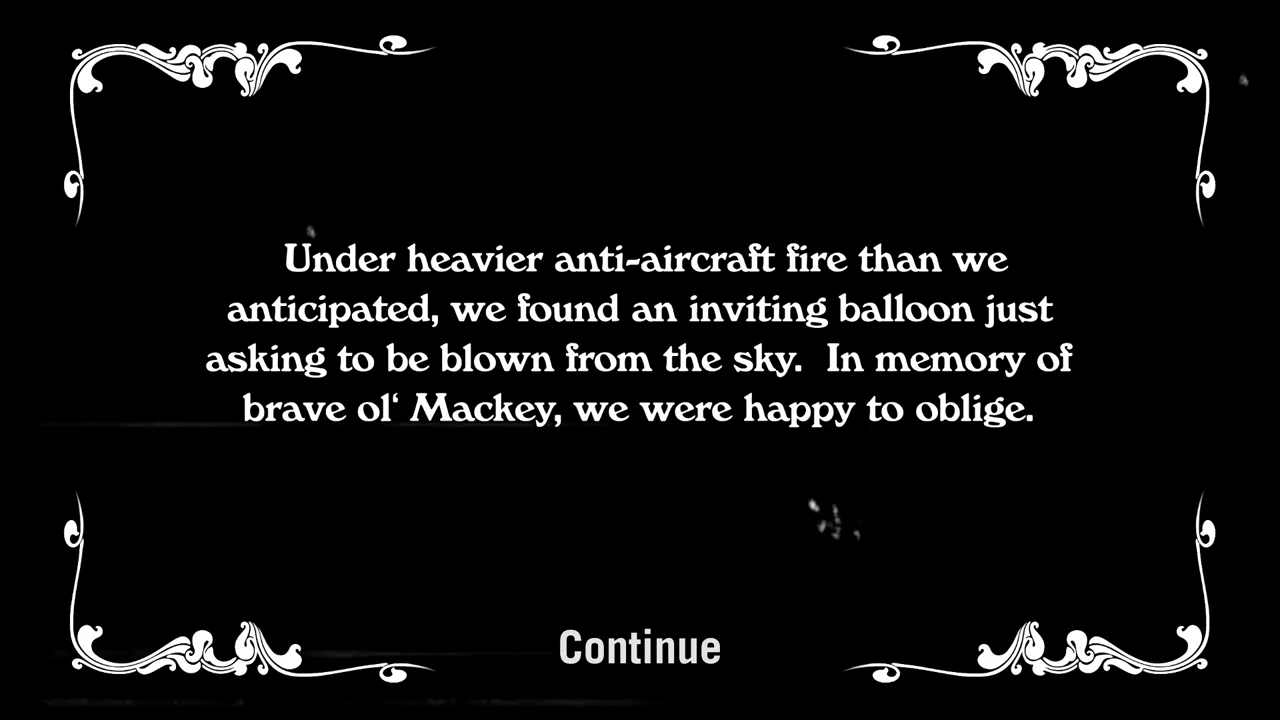 Under heavier anti-aircraft fire than we
anticipated, we found an inviting balloon just
asking to be blown from the sky.  In memory of
brave ol‘ Mackey, we were happy to oblige.
Continue